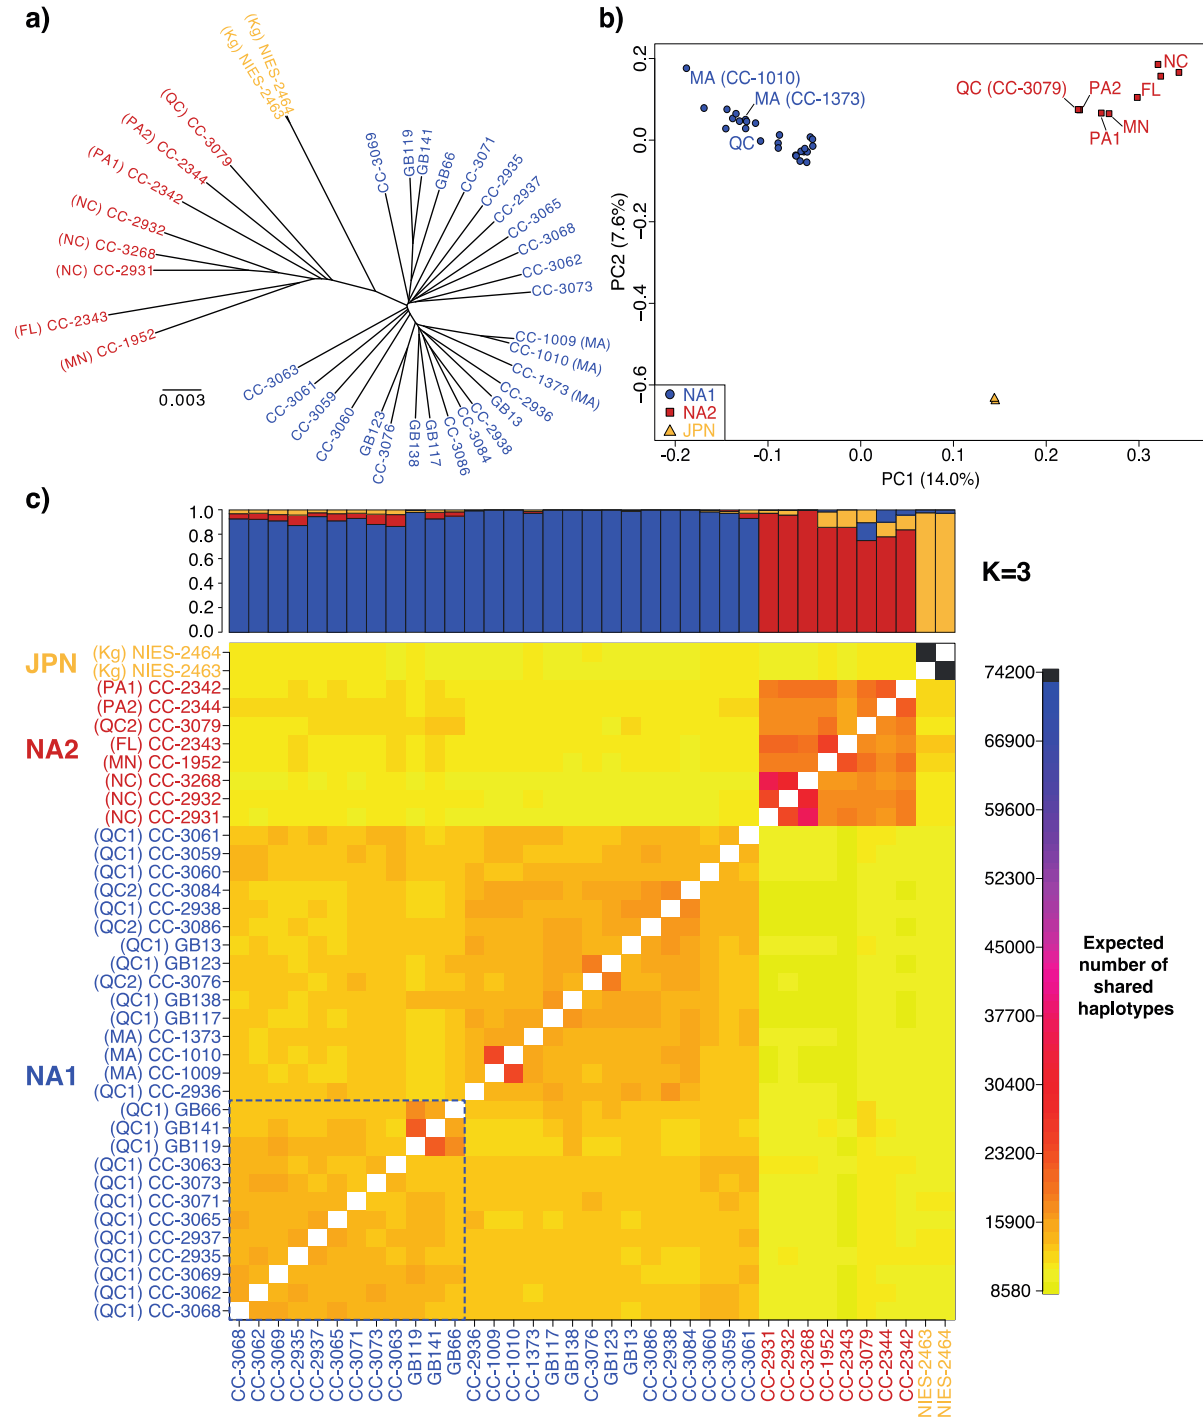 a)
(Kg) NIES-2464
(Kg) NIES-2463
(QC) CC-3079
(PA2) CC-2344
(PA1) CC-2342
(NC) CC-2932
(NC) CC-3268
(NC) CC-2931
(FL) CC-2343
(MN) CC-1952
0.003
CC-3069
GB119
GB141
GB66
CC-3071
CC-2935
CC-2937
CC-3065
CC-3068
CC-3062
CC-3073
CC-1009 (MA)
CC-1010 (MA)
CC-1373 (MA)
CC-2936
GB13
CC-2938
CC-3084
CC-3086
GB117
GB138
CC-3076
GB123
CC-3060
CC-3059
CC-3061
CC-3063
b)
PC2 (7.6%)
0.2
0.0
-0.2
-0.4
-0.6
MA (CC-1010)
MA (CC-1373)
QC
QC (CC-3079)
PA2
FL
NC
PA1
MN
NA1
NA2
JPN
-0.2
-0.1
0.0
0.1
0.2
0.3
PC1 (14.0%)
c)
1.0
0.8
0.6
0.4
0.2
0.0
K=3
JPN
NA2
NA1
(Kg) NIES-2464
(Kg) NIES-2463
(PA1) CC-2342
(PA2) CC-2344
(QC2) CC-3079
(FL) CC-2343
(MN) CC-1952
(NC) CC-3268
(NC) CC-2932
(NC) CC-2931
(QC1) CC-3061
(QC1) CC-3059
(QC1) CC-3060
(QC2) CC-3084
(QC1) CC-2938
(QC2) CC-3086
(QC1) GB13
(QC1) GB123
(QC2) CC-3076
(QC1) GB138
(QC1) GB117
(MA) CC-1373
(MA) CC-1010
(MA) CC-1009
(QC1) CC-2936
(QC1) GB66
(QC1) GB141
(QC1) GB119
(QC1) CC-3063
(QC1) CC-3073
(QC1) CC-3071
(QC1) CC-3065
(QC1) CC-2937
(QC1) CC-2935
(QC1) CC-3069
(QC1) CC-3062
(QC1) CC-3068
CC-3068
CC-3062
CC-3069
CC-2935
CC-2937
CC-3065
CC-3071
CC-3073
CC-3063
GB119
GB141
GB66
CC-2936
CC-1009
CC-1010
CC-1373
GB117
GB138
CC-3076
GB123
GB13
CC-3086
CC-2938
CC-3084
CC-3060
CC-3059
CC-3061
CC-2931
CC-2932
CC-3268
CC-1952
CC-2343
CC-3079
CC-2344
CC-2342
NIES-2463
NIES-2464
74200
66900
59600
52300
45000
37700
30400
23200
15900
8580
Expected
number of
shared
haplotypes